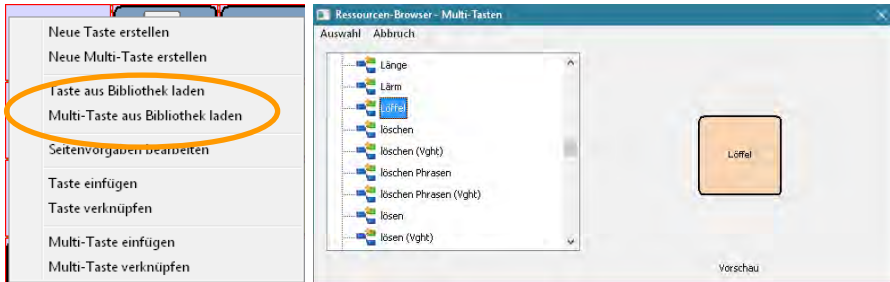 Neue Taste erstellen
Neue Multi-Taste erstellen
Taste aus Bibliothek laden
Multi-Taste aus Bibliothek laden
Seitenvorgaben bearbeiten
Taste einfügen
Taste verknüpfen
Multi-Taste einfügen
Multi-Taste verknüpfen
Ressourcen-Browser - Multi-Tasten
Auswahl Abbruch
Länge
Lärm
Löffel
löschen
löschen (Vght)
löschen Phrasen
löschen Phrasen (Vght)
lösen
lösen (Vght)
Löffel
Vorschau